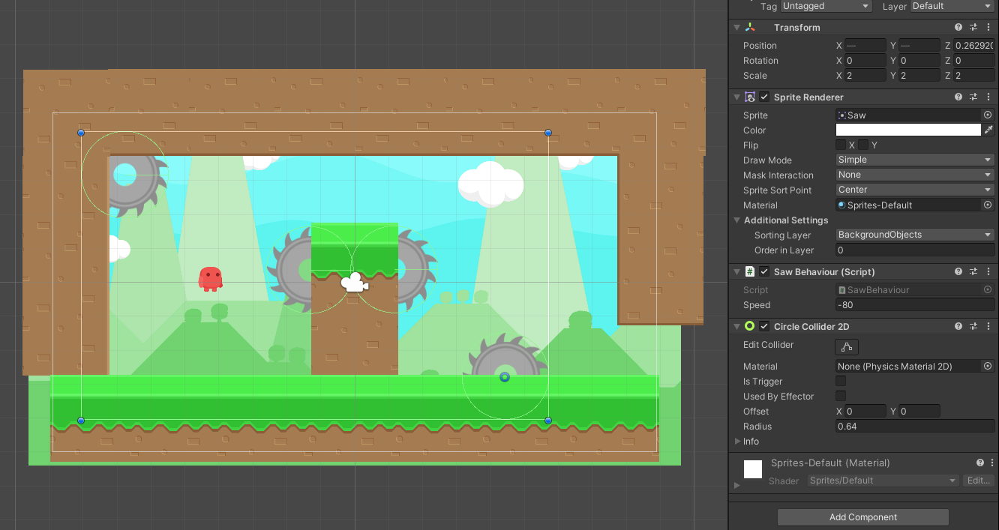 Tag Untagged Layer Default
Transform
Position X — Y — Z 0.262920
Rotation X 0 Y 0 Z 0
Scale X 2 Y 2 Z 2
Sprite Renderer
Sprite Saw
Color
Flip X Y
Draw Mode Simple
Mask Interaction None
Sprite Sort Point Center
Material Sprites-Default
Additional Settings
Sorting Layer BackgroundObjects
Order in Layer 0
# Saw Behaviour (Script)
Script SawBehaviour
Speed -80
Circle Collider 2D
Edit Collider
Material None (Physics Material 2D)
Is Trigger
Used By Effector
Offset X 0 Y 0
Radius 0.64
Info
Sprites-Default (Material)
Shader Sprites/Default Edit...
Add Component